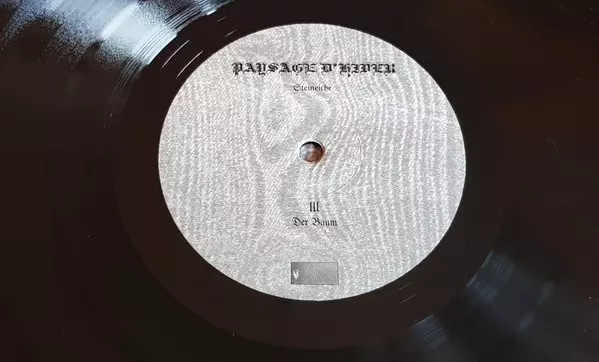 PAYSAGE D'HIVER
Steineiche
III
Der Baum